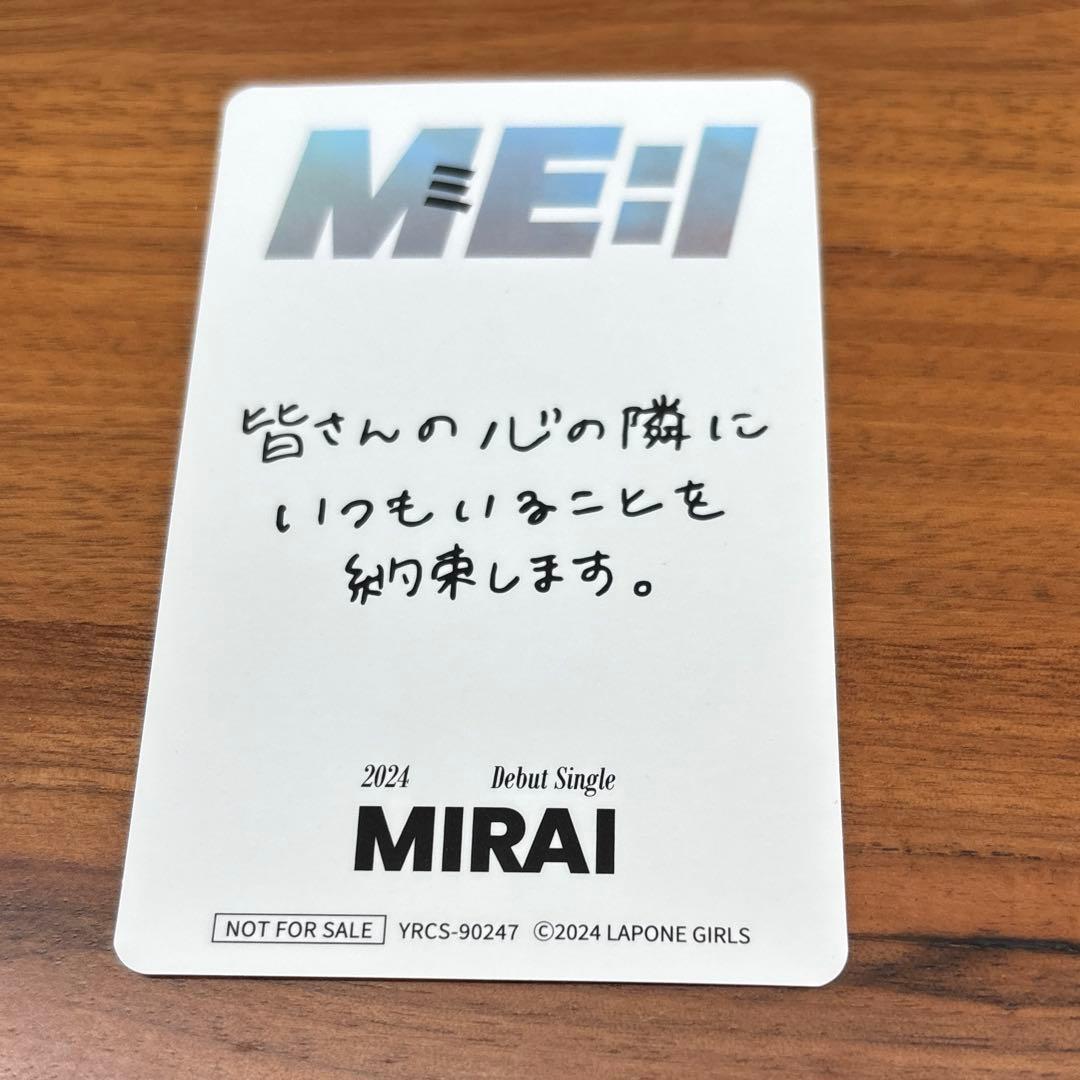 ME:I
皆さんの心の隣に
いつもいることを
約束します。
2024 Debut Single
MIRAI
NOT FOR SALE YRCS-90247 ©2024 LAPONE GIRLS